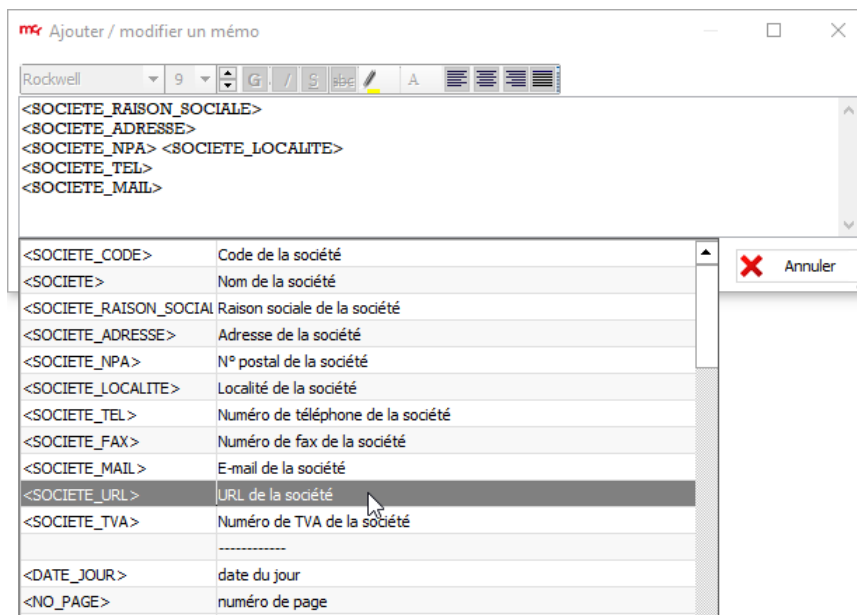 mcr Ajouter / modifier un mémo
Rockwell 9 G I S abc A
<SOCIETE_RAISON_SOCIALE>
<SOCIETE_ADRESSE>
<SOCIETE_NPA> <SOCIETE_LOCALITE>
<SOCIETE_TEL>
<SOCIETE_MAIL>
<SOCIETE_CODE> Code de la société
Annuler
<SOCIETE> Nom de la société
<SOCIETE_RAISON_SOCIAL Raison sociale de la société
<SOCIETE_ADRESSE> Adresse de la société
<SOCIETE_NPA> N° postal de la société
<SOCIETE_LOCALITE> Localité de la société
<SOCIETE_TEL> Numéro de téléphone de la société
<SOCIETE_FAX> Numéro de fax de la société
<SOCIETE_MAIL> E-mail de la société
<SOCIETE_URL> URL de la société
<SOCIETE_TVA> Numéro de TVA de la société
------------
<DATE_JOUR> date du jour
<NO_PAGE> numéro de page